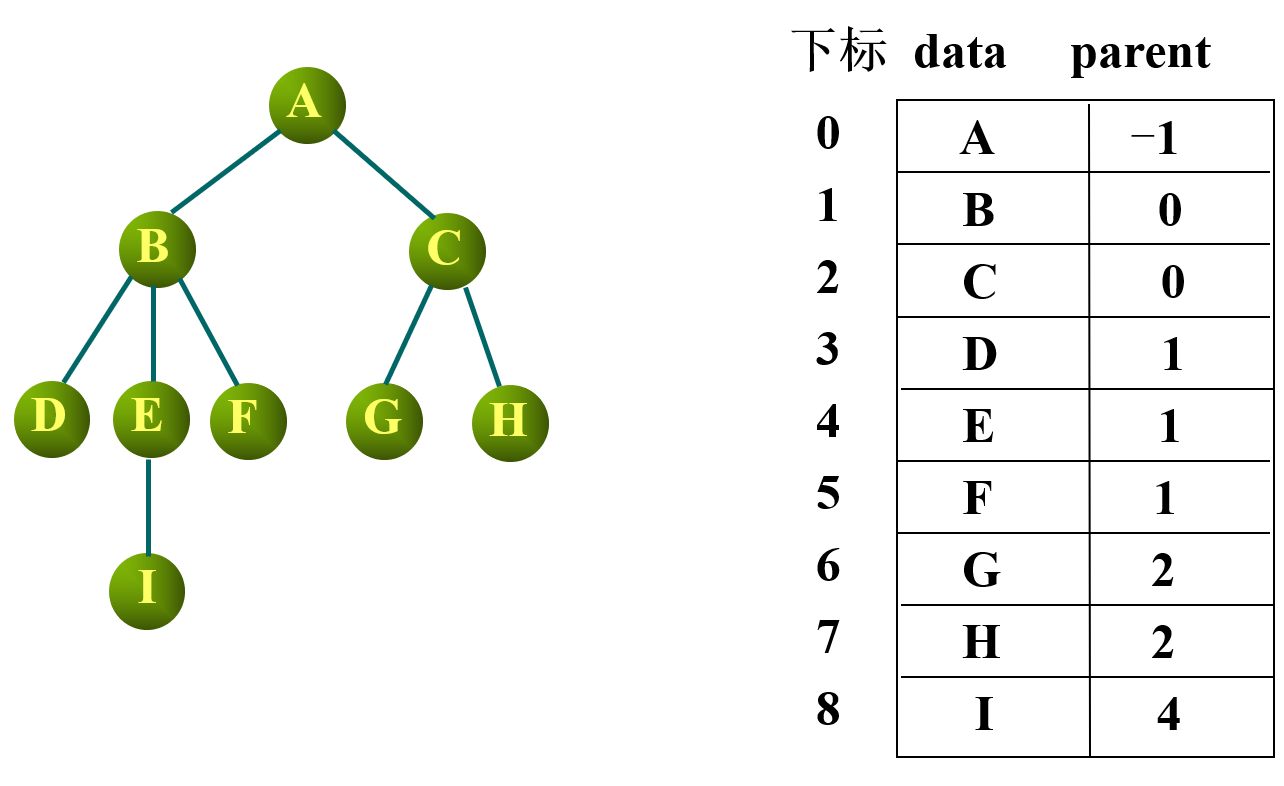 A
B C
D E F G H
I
下标 data parent
0 A −1
1 B 0
2 C 0
3 D 1
4 E 1
5 F 1
6 G 2
7 H 2
8 I 4